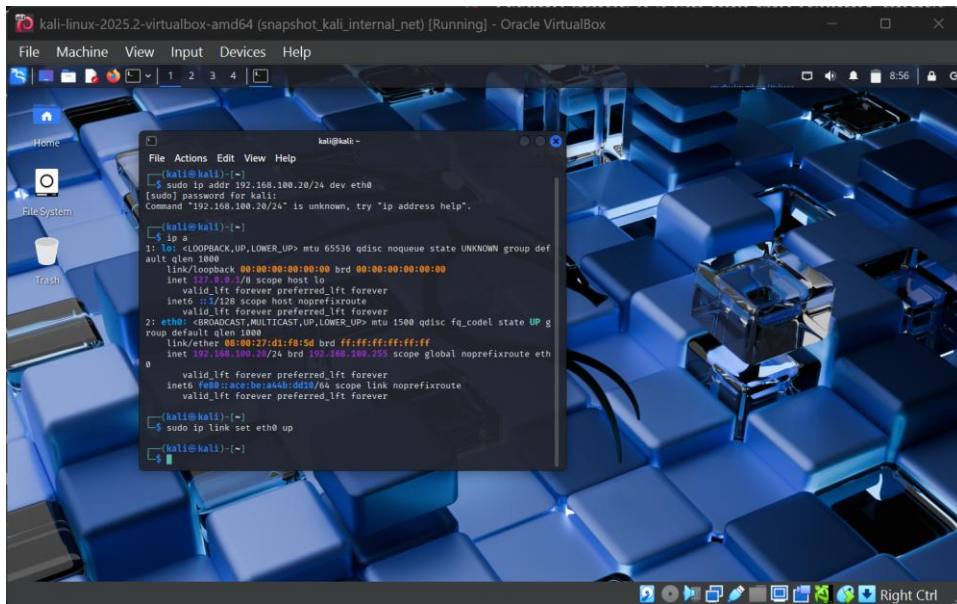 kali-linux-2025.2-virtualbox-amd64 (snapshot_kali_internal_net) [Running] - Oracle VirtualBox
File Machine View Input Devices Help
1 2 3 4
8:56
Home
File System
Trash
kali@kali: ~
File Actions Edit View Help
┌──(kali㉿kali)-[~]
└─$ sudo ip addr 192.168.100.20/24 dev eth0
[sudo] password for kali:
Command "192.168.100.20/24" is unknown, try "ip address help".
┌──(kali㉿kali)-[~]
└─$ ip a
1: lo: <LOOPBACK,UP,LOWER_UP> mtu 65536 qdisc noqueue state UNKNOWN group def
ault qlen 1000
link/loopback 00:00:00:00:00:00 brd 00:00:00:00:00:00
inet 127.0.0.1/8 scope host lo
valid_lft forever preferred_lft forever
inet6 ::1/128 scope host noprefixroute
valid_lft forever preferred_lft forever
2: eth0: <BROADCAST,MULTICAST,UP,LOWER_UP> mtu 1500 qdisc fq_codel state UP g
roup default qlen 1000
link/ether 08:00:27:d1:f8:5d brd ff:ff:ff:ff:ff:ff
inet 192.168.100.20/24 brd 192.168.100.255 scope global noprefixroute eth
0
valid_lft forever preferred_lft forever
inet6 fe80::ace:be:a44b:dd10/64 scope link noprefixroute
valid_lft forever preferred_lft forever
┌──(kali㉿kali)-[~]
└─$ sudo ip link set eth0 up
┌──(kali㉿kali)-[~]
└─$
Right Ctrl